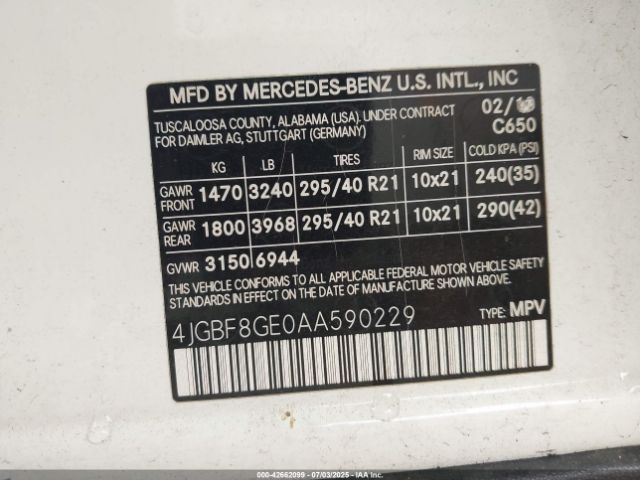 MFD BY MERCEDES-BENZ U.S. INTL., INC
TUSCALOOSA COUNTY, ALABAMA (USA). UNDER CONTRACT 02/
FOR DAIMLER AG, STUTTGART (GERMANY) C650
KG LB TIRES RIM SIZE COLD KPA (PSI)
GAWR FRONT 1470 3240 295/40 R21 10x21 240(35)
GAWR REAR 1800 3968 295/40 R21 10x21 290(42)
GVWR 3150 6944
THIS VEHICLE CONFORMS TO ALL APPLICABLE FEDERAL MOTOR VEHICLE SAFETY
STANDARDS IN EFFECT ON THE DATE OF MANUFACTURE SHOWN ABOVE.
4JGBF8GE0AA590229 TYPE: MPV
000-42662099 07/03/2025 IAAI.COM